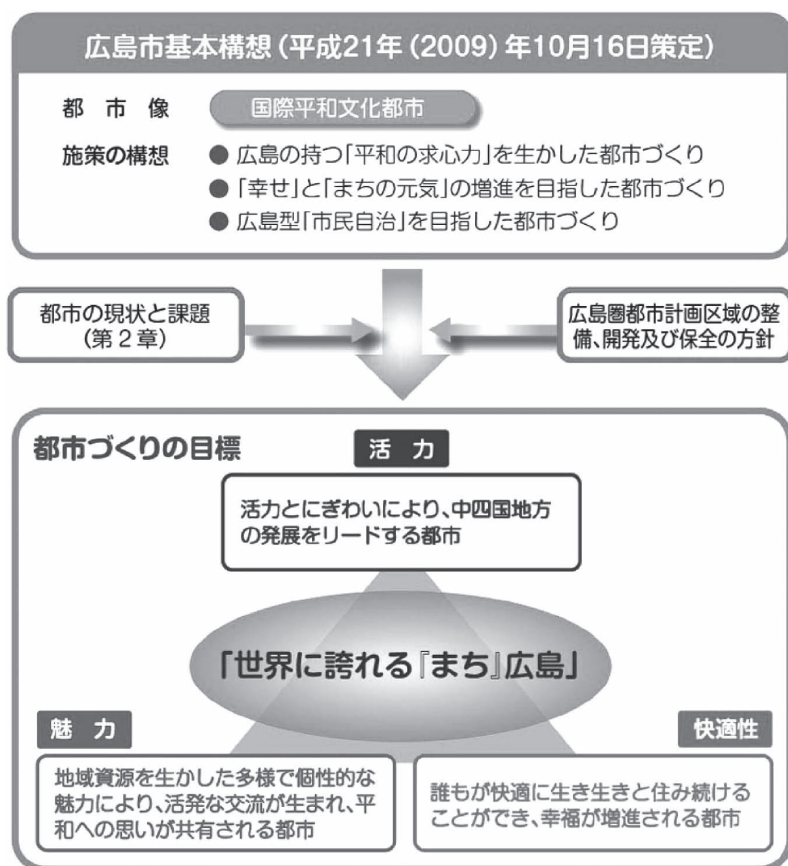 広島市基本構想（平成21年（2009）年10月16日策定）
都市像 国際平和文化都市
施策の構想 ● 広島の持つ「平和の求心力」を生かした都市づくり
● 「幸せ」と「まちの元気」の増進を目指した都市づくり
● 広島型「市民自治」を目指した都市づくり
都市の現状と課題
（第２章）
広島圏都市計画区域の整
備、開発及び保全の方針
都市づくりの目標
活力
活力とにぎわいにより、中四国地方
の発展をリードする都市
「世界に誇れる『まち』広島」
魅力
地域資源を生かした多様で個性的な
魅力により、活発な交流が生まれ、平
和への思いが共有される都市
快適性
誰もが快適に生き生きと住み続ける
ことができ、幸福が増進される都市